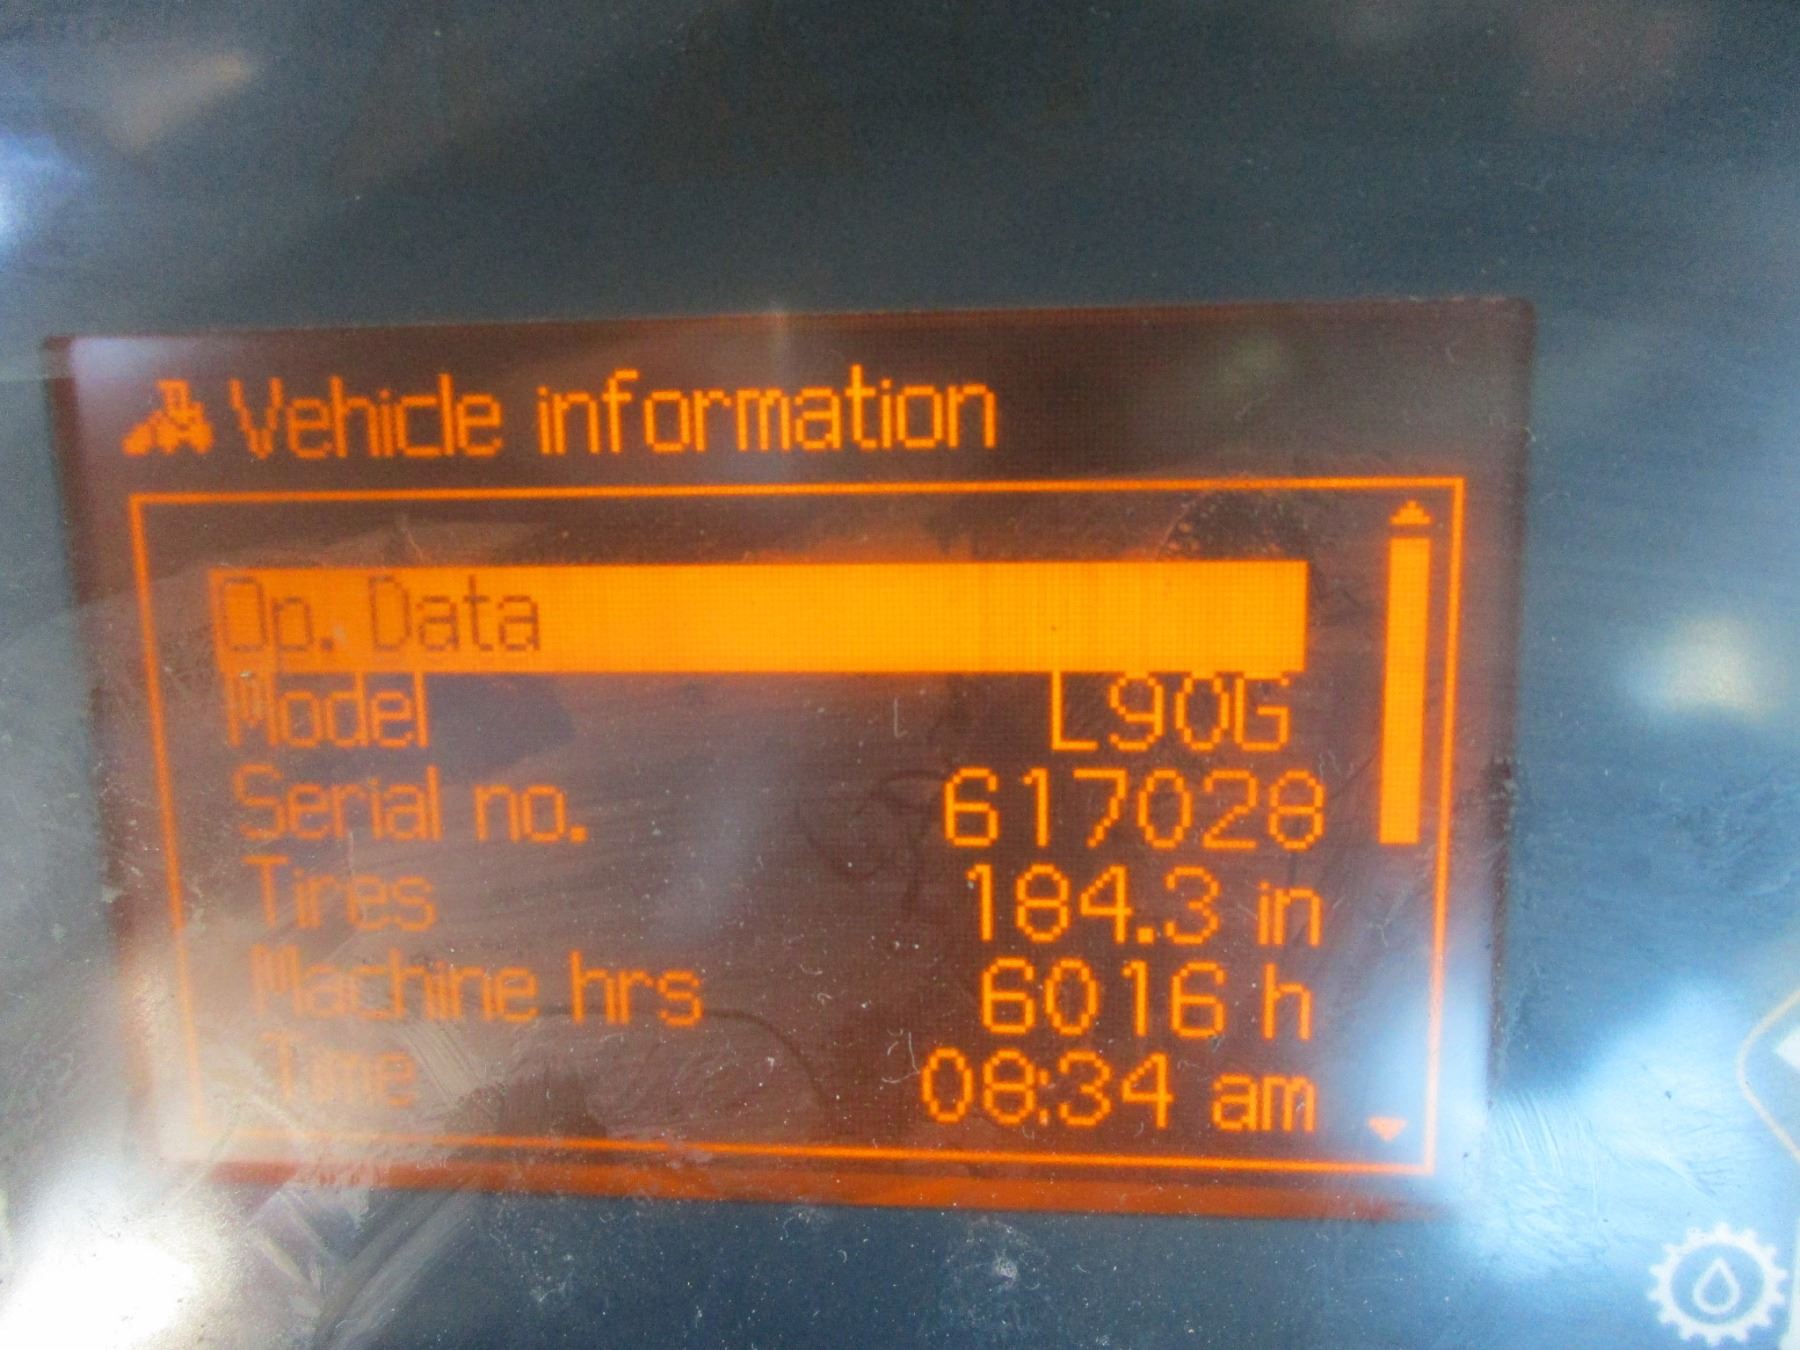 Vehicle information
Op. Data
Model L90G
Serial no. 617028
Tires 184.3 in
Machine hrs 6016 h
Time 08:34 am